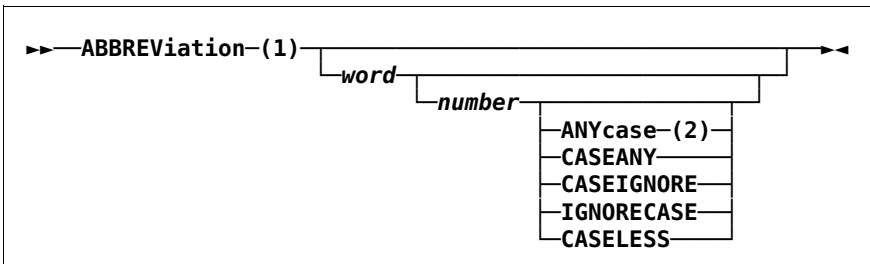 ►►──ABBREViation─(1)──►◄
word
number
ANYcase─(2)
CASEANY
CASEIGNORE
IGNORECASE
CASELESS